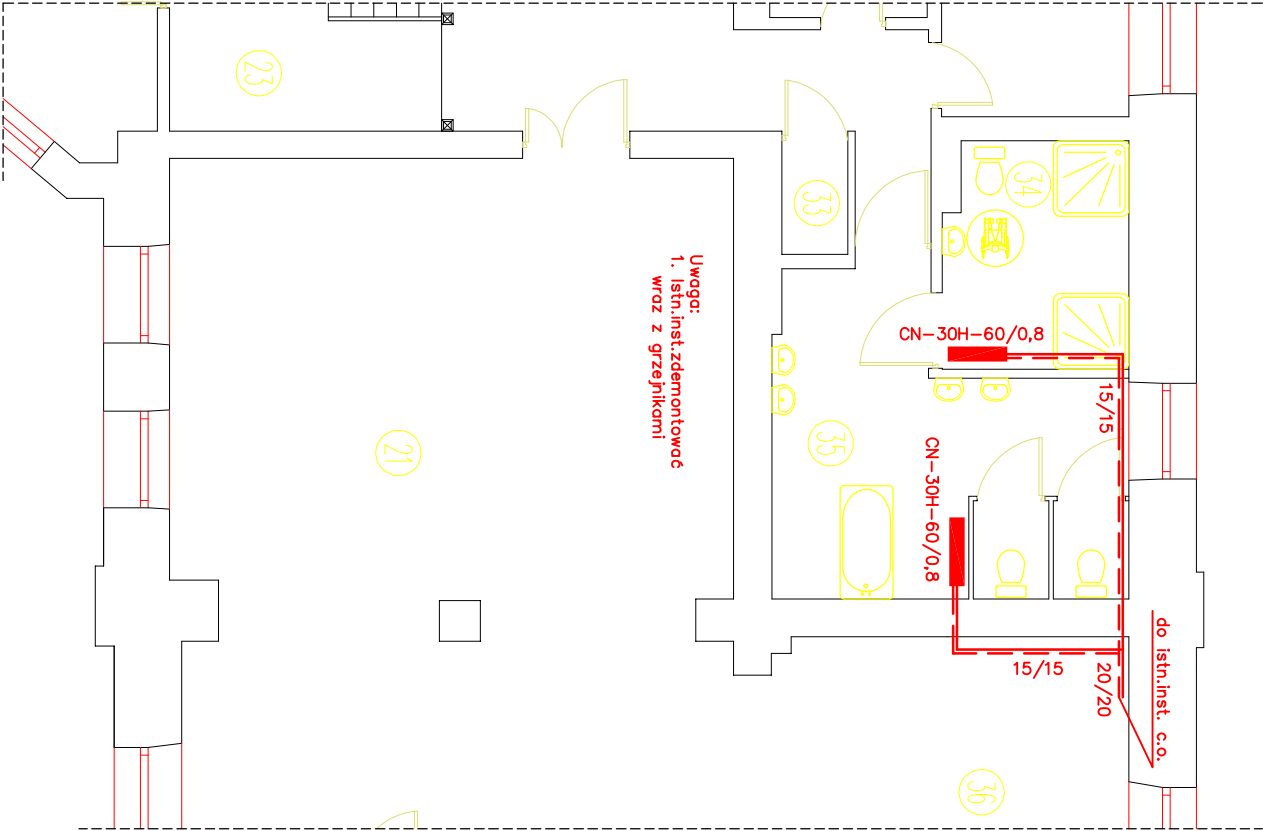 23
33
34
Uwaga:
1. Istn.inst.zdemontować
wraz z grzejnikami
CN-30H-60/0,8
15/15
21
35
CN-30H-60/0,8
15/15
20/20
do istn.inst. c.o.
36